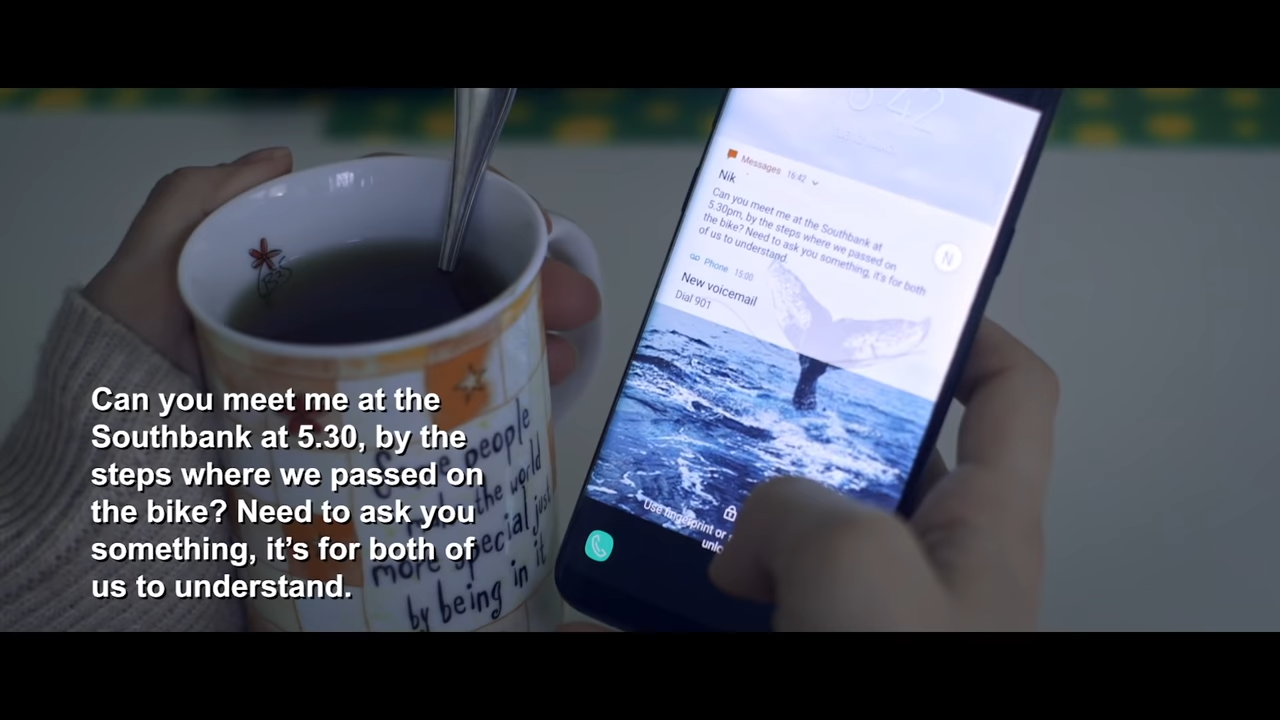 Messages 16:42
Nik
Can you meet me at the Southbank at
5.30pm, by the steps where we passed on
the bike? Need to ask you something, it's for both
of us to understand.
N
Phone 15:00
New voicemail
Dial 901
Use fingerprint or
Can you meet me at the
Southbank at 5.30, by the
steps where we passed on
the bike? Need to ask you
something, it's for both of
us to understand.
people
the world
more special just
by being in it